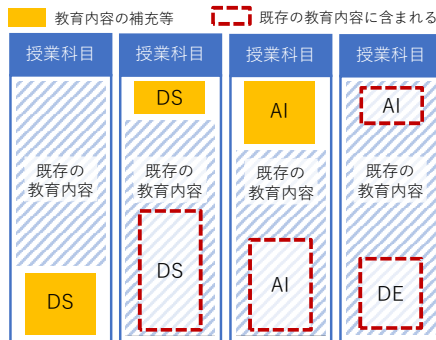 教育内容の補充等
既存の教育内容に含まれる
授業科目
授業科目
授業科目
授業科目
既存の
教育内容
DS
DS
既存の
教育内容
DS
AI
既存の
教育内容
AI
AI
既存の
教育内容
DE